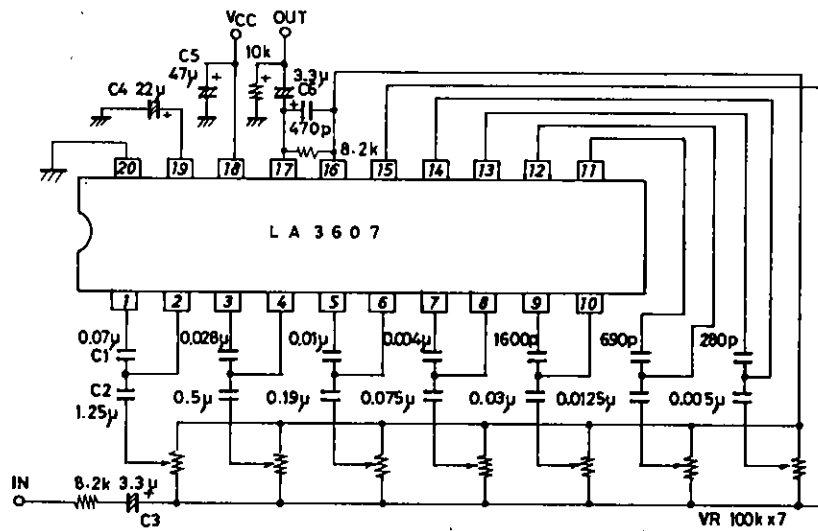 VCC OUT
C5 10k
47µ + + 3.3µ
C4 22µ + C6
+ 470p
8.2k
20 19 18 17 16 15 14 13 12 11
LA3607
1 2 3 4 5 6 7 8 9 10
0.07µ 0.028µ 0.01µ 0.004µ 1600p 690p 280p
C1
C2 0.5µ 0.19µ 0.075µ 0.03µ 0.0125µ 0.005µ
1.25µ
IN 8.2k 3.3µ +
C3 VR 100k x 7